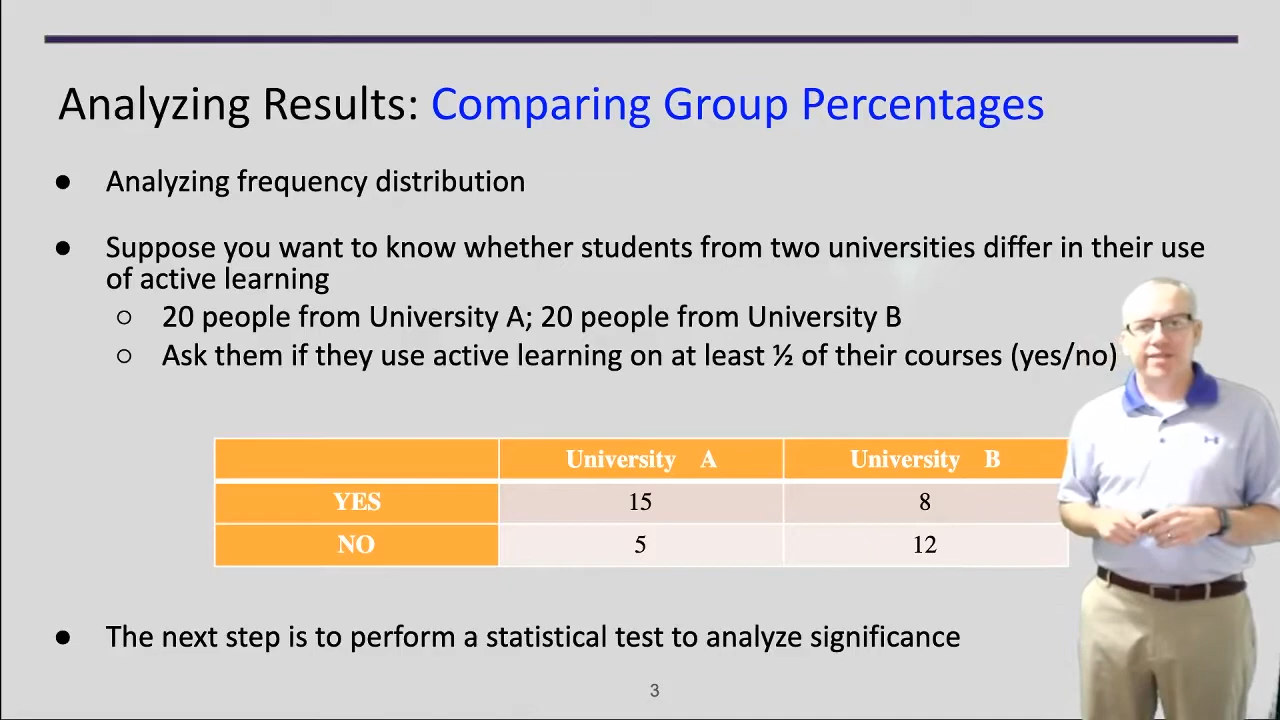 Analyzing Results: Comparing Group Percentages
● Analyzing frequency distribution
● Suppose you want to know whether students from two universities differ in their use
of active learning
○ 20 people from University A; 20 people from University B
○ Ask them if they use active learning on at least ½ of their courses (yes/no)
University A University B
YES 15 8
NO 5 12
● The next step is to perform a statistical test to analyze significance
3